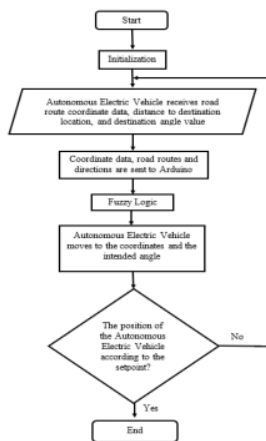 Start
Initialization
Autonomous Electric Vehicle receives road
route coordinate data, distance to destination
location, and destination angle value
Coordinate data, road routes and
directions are sent to Arduino
Fuzzy Logic
Autonomous Electric Vehicle
moves to the coordinates and the
intended angle
The position of
the Autonomous
Electric Vehicle
according to the
setpoint?
No
Yes
End